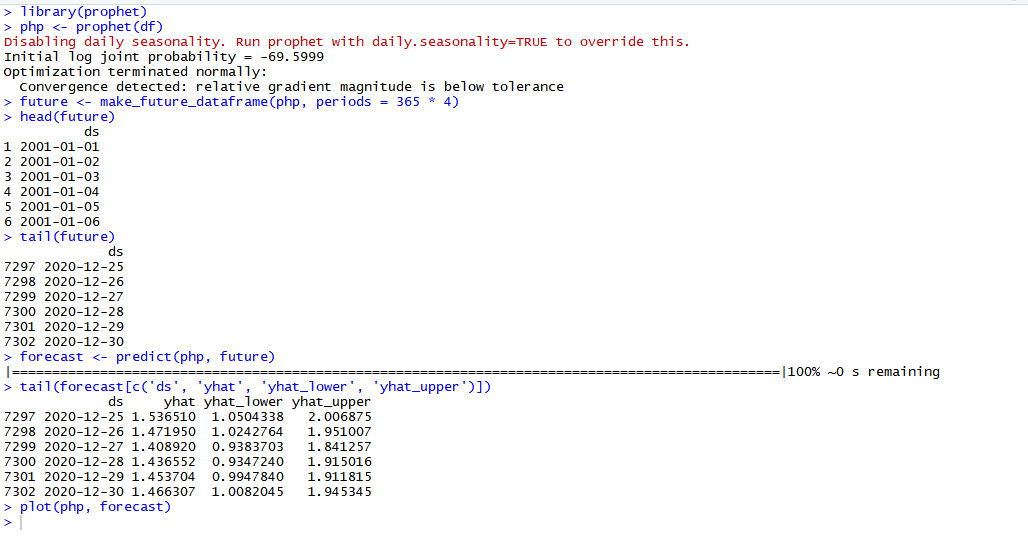 > library(prophet)
> php <- prophet(df)
Disabling daily seasonality. Run prophet with daily.seasonality=TRUE to override this.
Initial log joint probability = -69.5999
Optimization terminated normally:
  Convergence detected: relative gradient magnitude is below tolerance
> future <- make_future_dataframe(php, periods = 365 * 4)
> head(future)
          ds
1 2001-01-01
2 2001-01-02
3 2001-01-03
4 2001-01-04
5 2001-01-05
6 2001-01-06
> tail(future)
             ds
7297 2020-12-25
7298 2020-12-26
7299 2020-12-27
7300 2020-12-28
7301 2020-12-29
7302 2020-12-30
> forecast <- predict(php, future)
|================================================================================================|100% ~0 s remaining
> tail(forecast[c('ds', 'yhat', 'yhat_lower', 'yhat_upper')])
             ds     yhat yhat_lower yhat_upper
7297 2020-12-25 1.536510  1.0504338   2.006875
7298 2020-12-26 1.471950  1.0242764   1.951007
7299 2020-12-27 1.408920  0.9383703   1.841257
7300 2020-12-28 1.436552  0.9347240   1.915016
7301 2020-12-29 1.453704  0.9947840   1.911815
7302 2020-12-30 1.466307  1.0082045   1.945345
> plot(php, forecast)
>